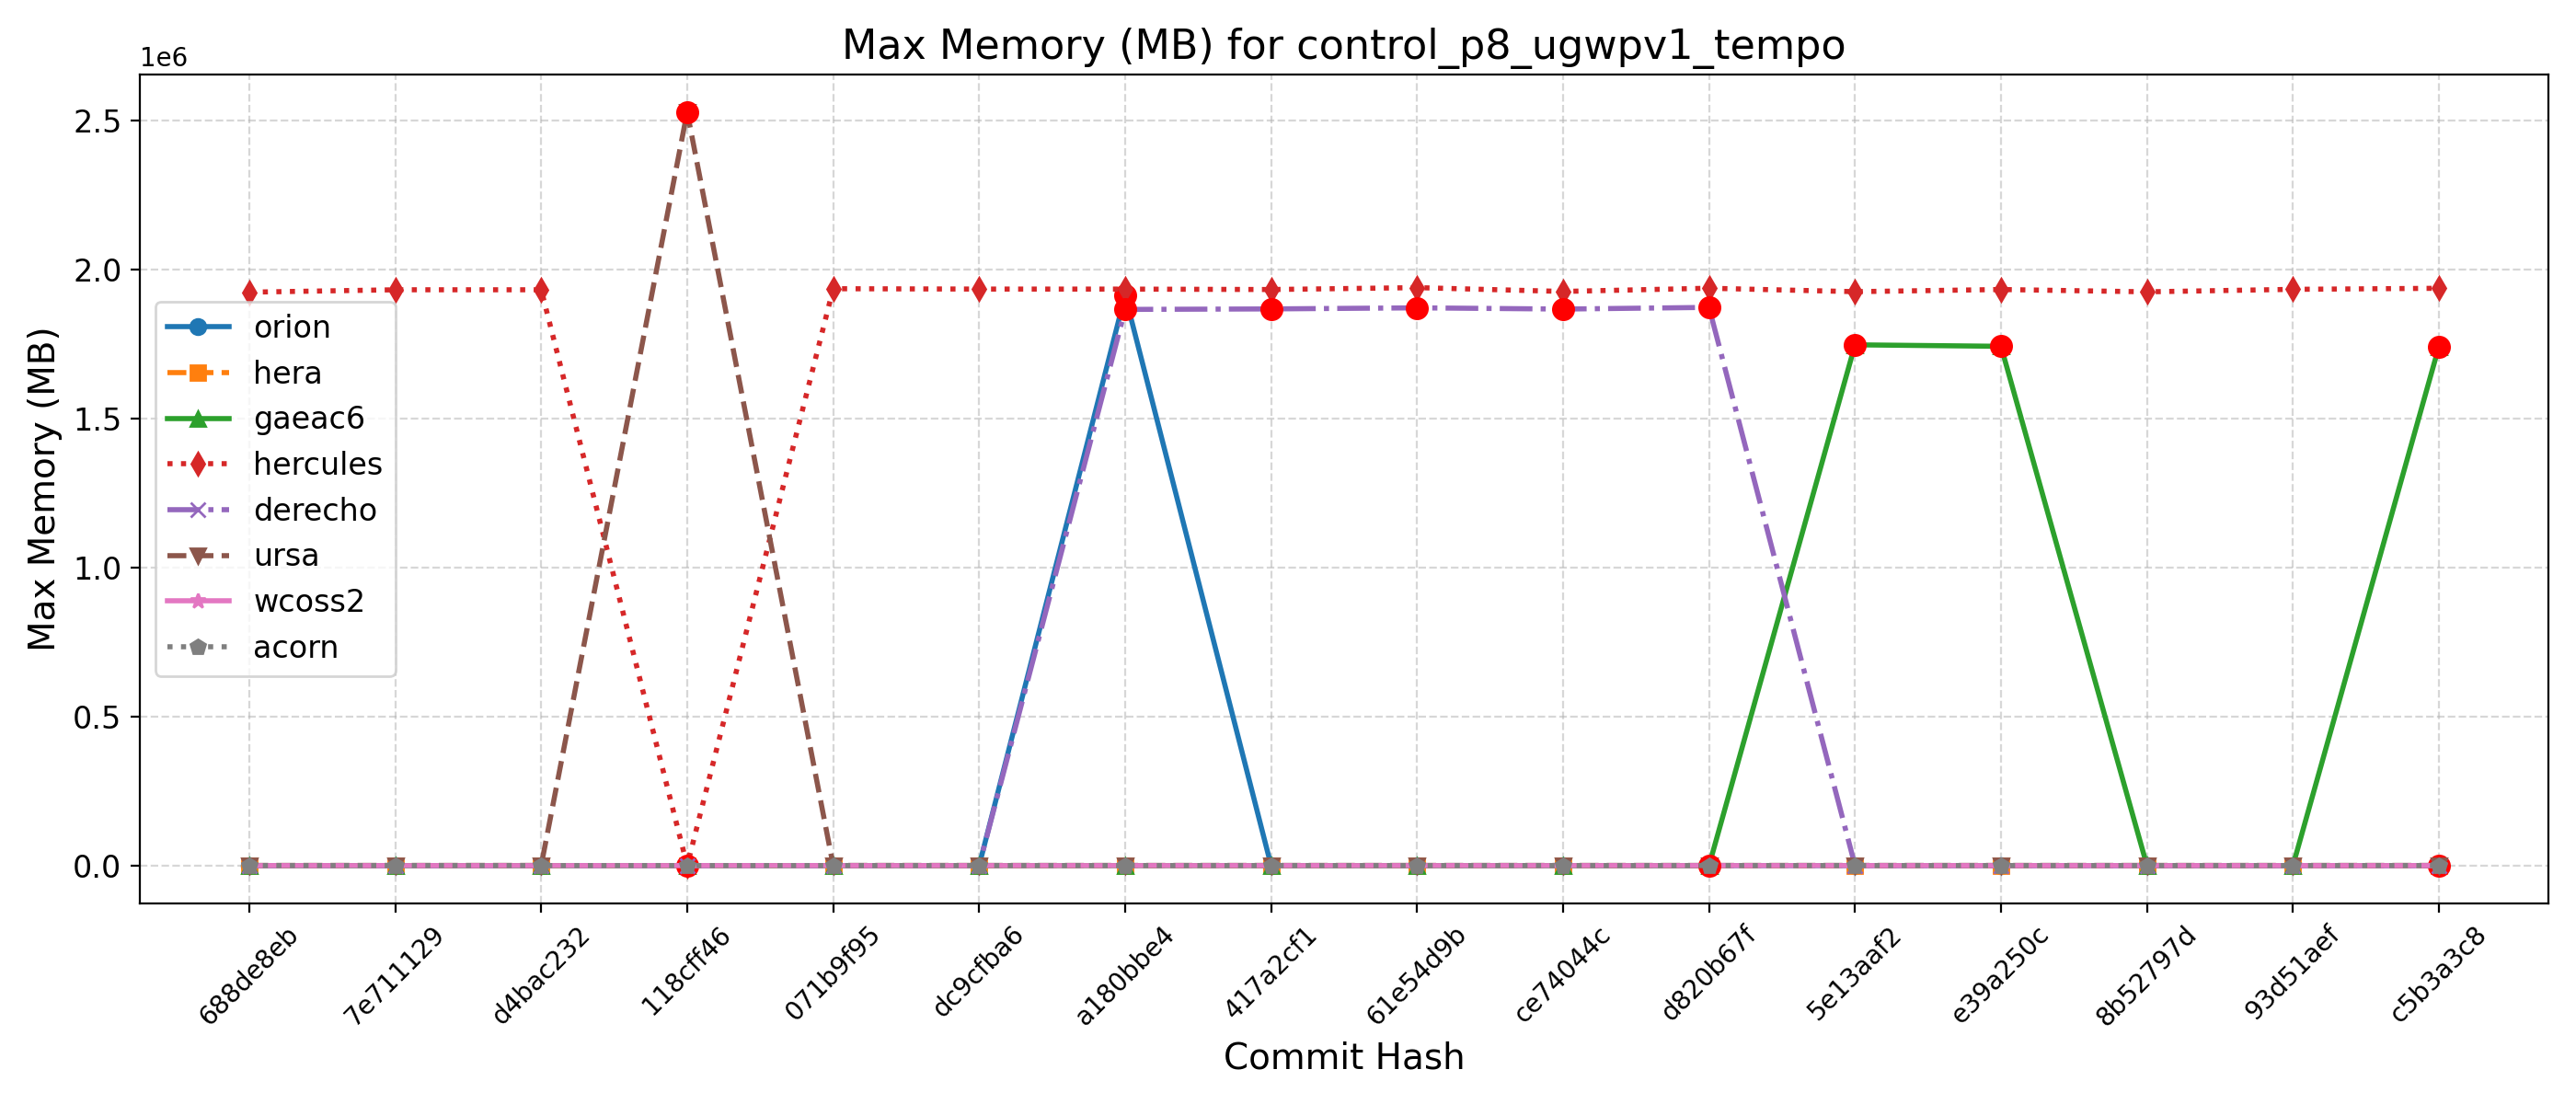 Max Memory (MB) for control_p8_ugwpv1_tempo
1e6
2.5
2.0
1.5
1.0
0.5
0.0
Max Memory (MB)
orion
hera
gaeac6
hercules
derecho
ursa
wcoss2
acorn
688de8eb
7e711129
d4bac232
118cff46
071b9f95
dc9cfba6
a180bbe4
417a2cf1
61e54d9b
ce74044c
d820b67f
5e13aaf2
e39a250c
8b52797d
93d51aef
c5b3a3c8
Commit Hash